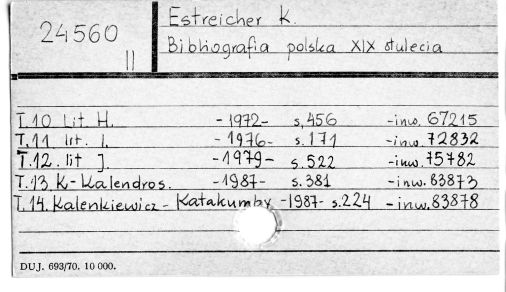 24560
II
Estreicher K.
Bibliografia polska XIX stulecia
T.10 Lit. H. - 1972 - s. 456 - inw. 67215
T.11 lit. I. - 1976 - s. 171 - inw. 72832
T.12. lit J. - 1979 - s. 522 - inw. 75782
T.13. K - Kalendros. - 1987 - s. 381 - inw. 83873
T.14. Kalenkiewicz - Katakumby - 1987 - s. 224 - inw. 83878
DUJ. 693/70. 10 000.